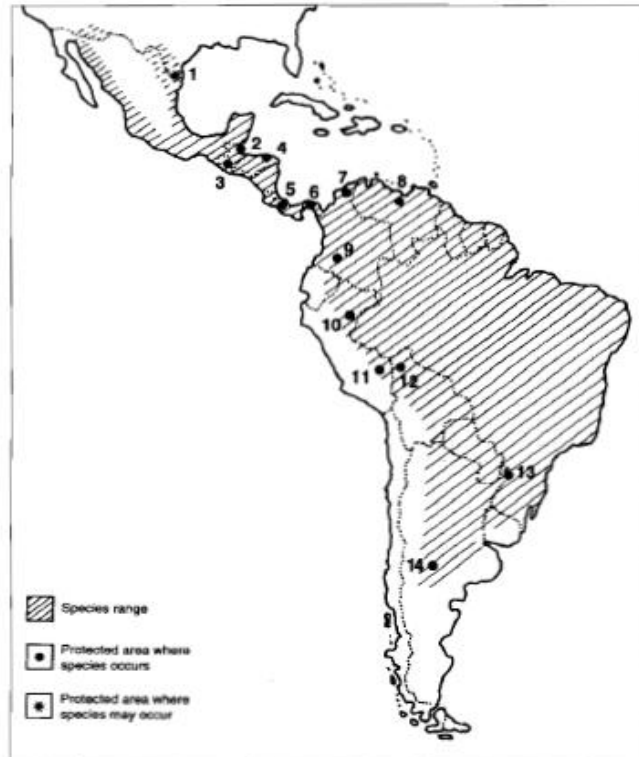 1
2
4
3
5 6
7
8
9
10
11
12
13
14
Species range
Protected area where
species occurs
Protected area where
species may occur